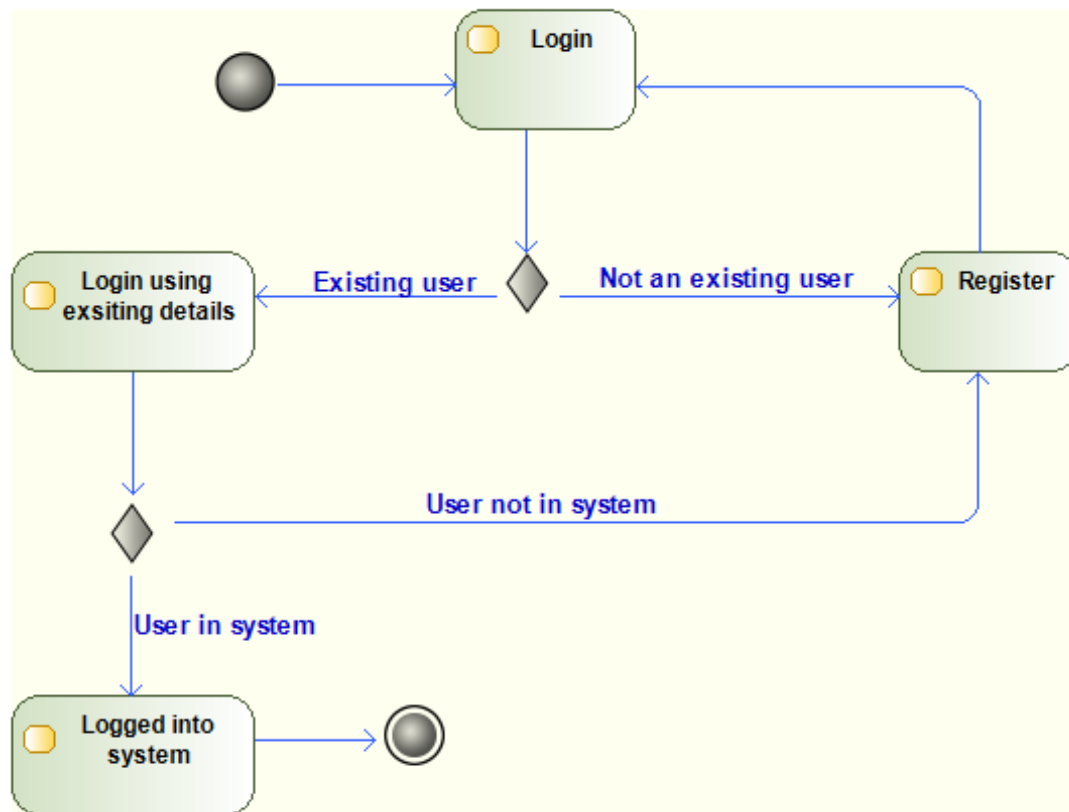 Login
Login using
exsiting details
Existing user
Not an existing user
Register
User not in system
User in system
Logged into
system